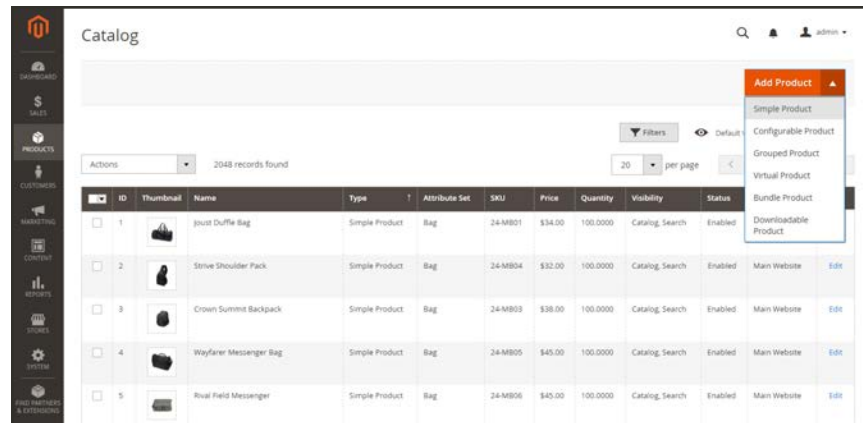 Catalog
admin
DASHBOARD
SALES
PRODUCTS
CUSTOMERS
MARKETING
CONTENT
REPORTS
STORES
SYSTEM
FIND PARTNERS
& EXTENSIONS
Add Product
Simple Product
Configurable Product
Grouped Product
Virtual Product
Bundle Product
Downloadable
Product
Filters
Default
Actions
2048 records found
20 per page
ID Thumbnail Name Type Attribute Set SKU Price Quantity Visibility Status
1 Joust Duffle Bag Simple Product Bag 24-MB01 $34.00 100.0000 Catalog, Search Enabled
2 Strive Shoulder Pack Simple Product Bag 24-MB04 $32.00 100.0000 Catalog, Search Enabled Main Website Edit
3 Crown Summit Backpack Simple Product Bag 24-MB03 $38.00 100.0000 Catalog, Search Enabled Main Website Edit
4 Wayfarer Messenger Bag Simple Product Bag 24-MB05 $45.00 100.0000 Catalog, Search Enabled Main Website Edit
5 Rival Field Messenger Simple Product Bag 24-MB06 $45.00 100.0000 Catalog, Search Enabled Main Website Edit